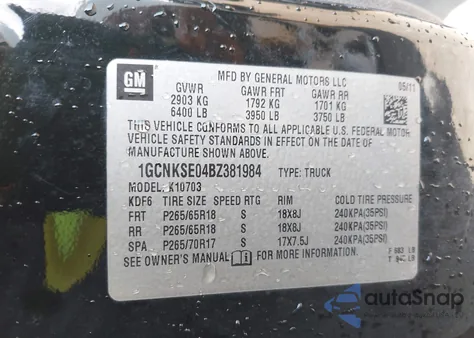 GM
MFD BY GENERAL MOTORS LLC
05/11
GVWR GAWR FRT GAWR RR
2903 KG 1792 KG 1701 KG
6400 LB 3950 LB 3750 LB
THIS VEHICLE CONFORMS TO ALL APPLICABLE U.S. FEDERAL MOTOR
VEHICLE SAFETY STANDARDS IN EFFECT ON THE DATE OF
MANUFACTURE SHOWN ABOVE.
1GCNKSE04BZ381984 TYPE: TRUCK
MODEL: K10703
KDF6 TIRE SIZE SPEED RTG RIM COLD TIRE PRESSURE
FRT P265/65R18 S 18X8J 240KPA(35PSI)
RR P265/65R18 S 18X8J 240KPA(35PSI)
SPA P265/70R17 S 17X7.5J 240KPA(35PSI)
SEE OWNER'S MANUAL FOR MORE INFORMATION.
autoSnap